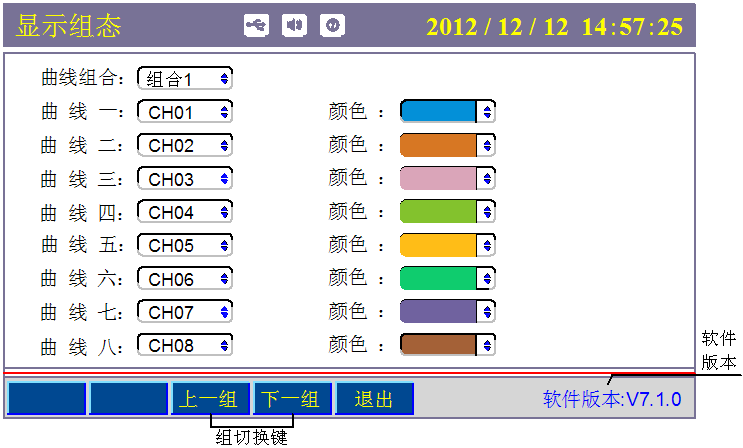 显示组态 2012 / 12 / 12 14:57:25
曲线组合： 组合1
曲 线 一： CH01 颜色 ：
曲 线 二： CH02 颜色 ：
曲 线 三： CH03 颜色 ：
曲 线 四： CH04 颜色 ：
曲 线 五： CH05 颜色 ：
曲 线 六： CH06 颜色 ：
曲 线 七： CH07 颜色 ：
曲 线 八： CH08 颜色 ：
软件
版本
上一组 下一组 退出 软件版本:V7.1.0
组切换键